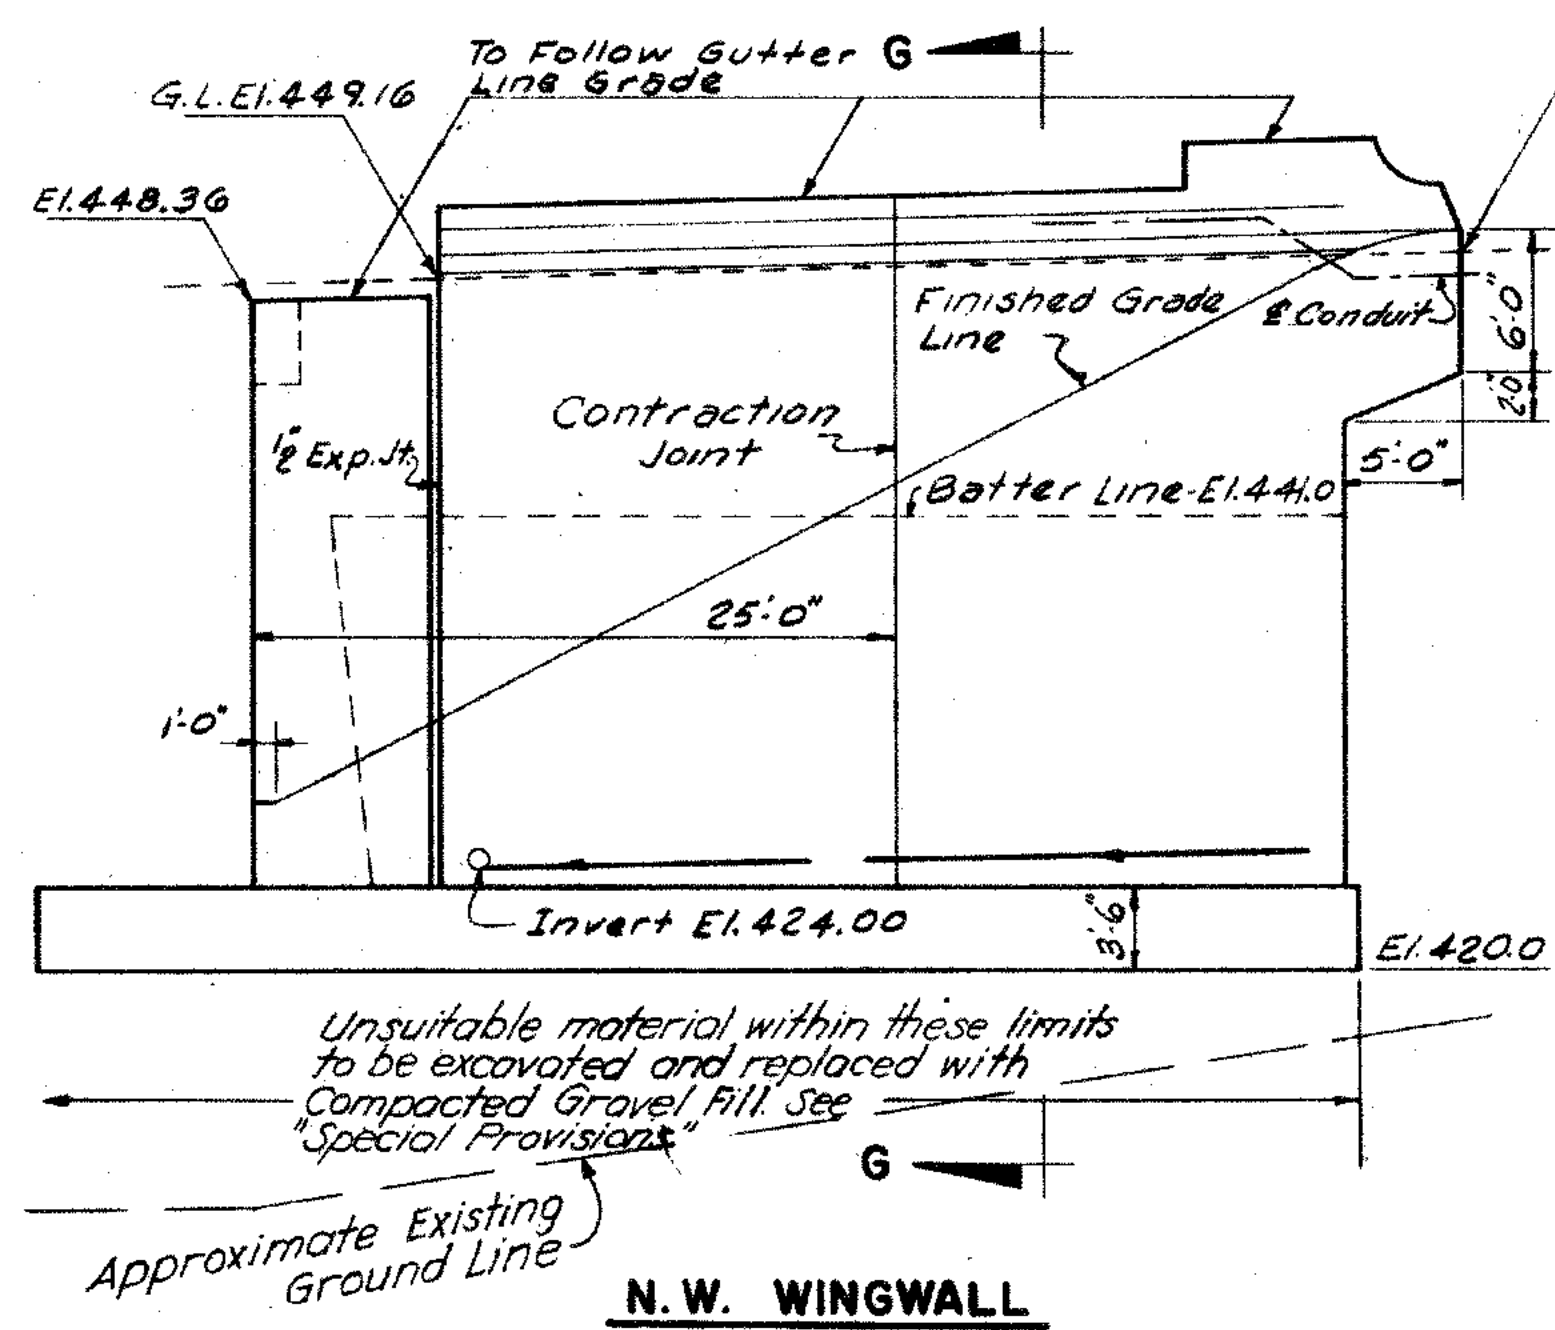 To Follow Gutter
Line Grade
G
G.L.El.449.16
El.448.36
Finished Grade
Line
℄ Conduit
6'-0"
2'-0"
5'-0"
Contraction
Joint
½" Exp.Jt.
Batter Line-El.441.0
25'-0"
1'-0"
Invert El.424.00
3'-6"
El.420.0
Unsuitable material within these limits
to be excavated and replaced with
Compacted Gravel Fill. See
"Special Provisions"
G
Approximate Existing
Ground Line
N.W. WINGWALL